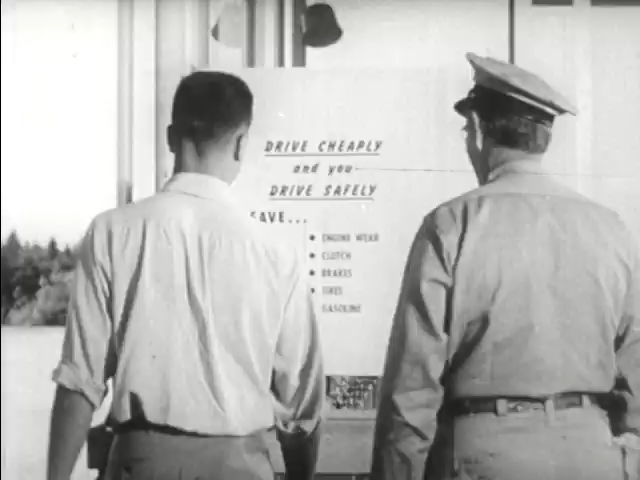 DRIVE CHEAPLY
and you
DRIVE SAFELY
SAVE...
ENGINE WEAR
CLUTCH
BRAKES
TIRES
GASOLINE